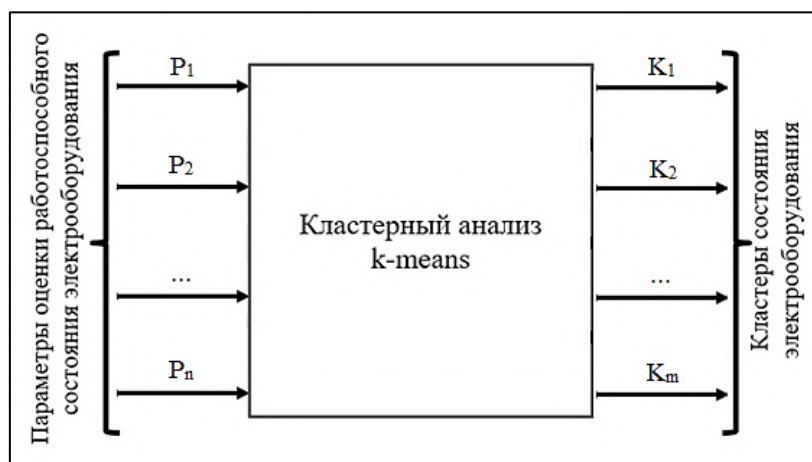 Параметры оценки работоспособного
состояния электрооборудования
P₁
P₂
...
Pₙ
Кластерный анализ
k-means
K₁
K₂
...
Kₘ
Кластеры состояния
электрооборудования